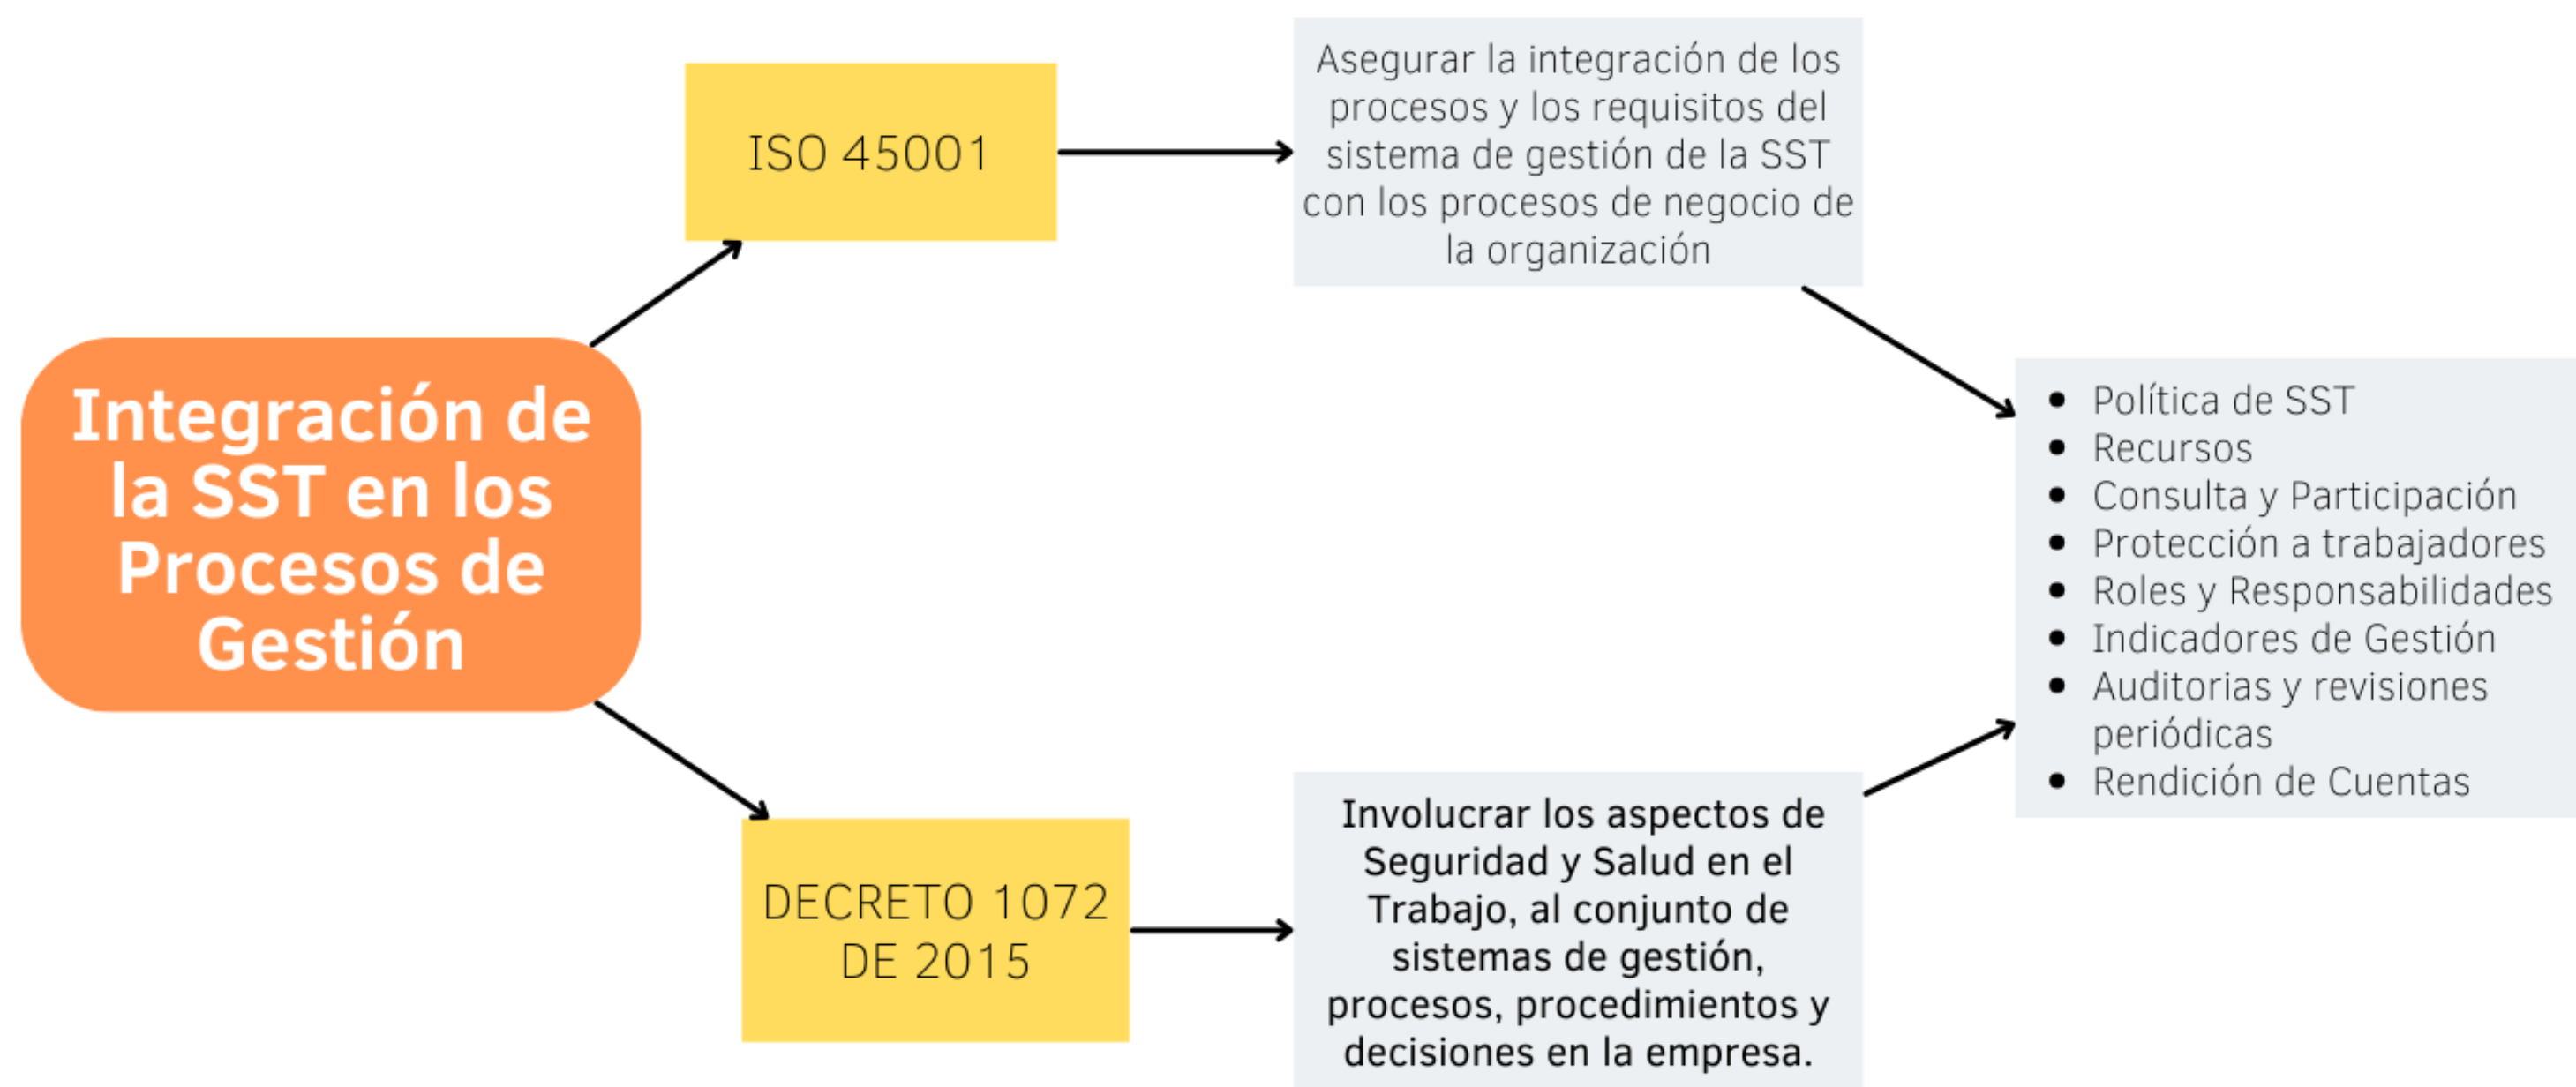 Integración de
la SST en los
Procesos de
Gestión
ISO 45001
Asegurar la integración de los
procesos y los requisitos del
sistema de gestión de la SST
con los procesos de negocio de
la organización
DECRETO 1072
DE 2015
Involucrar los aspectos de
Seguridad y Salud en el
Trabajo, al conjunto de
sistemas de gestión,
procesos, procedimientos y
decisiones en la empresa.
• Política de SST
• Recursos
• Consulta y Participación
• Protección a trabajadores
• Roles y Responsabilidades
• Indicadores de Gestión
• Auditorias y revisiones
periódicas
• Rendición de Cuentas